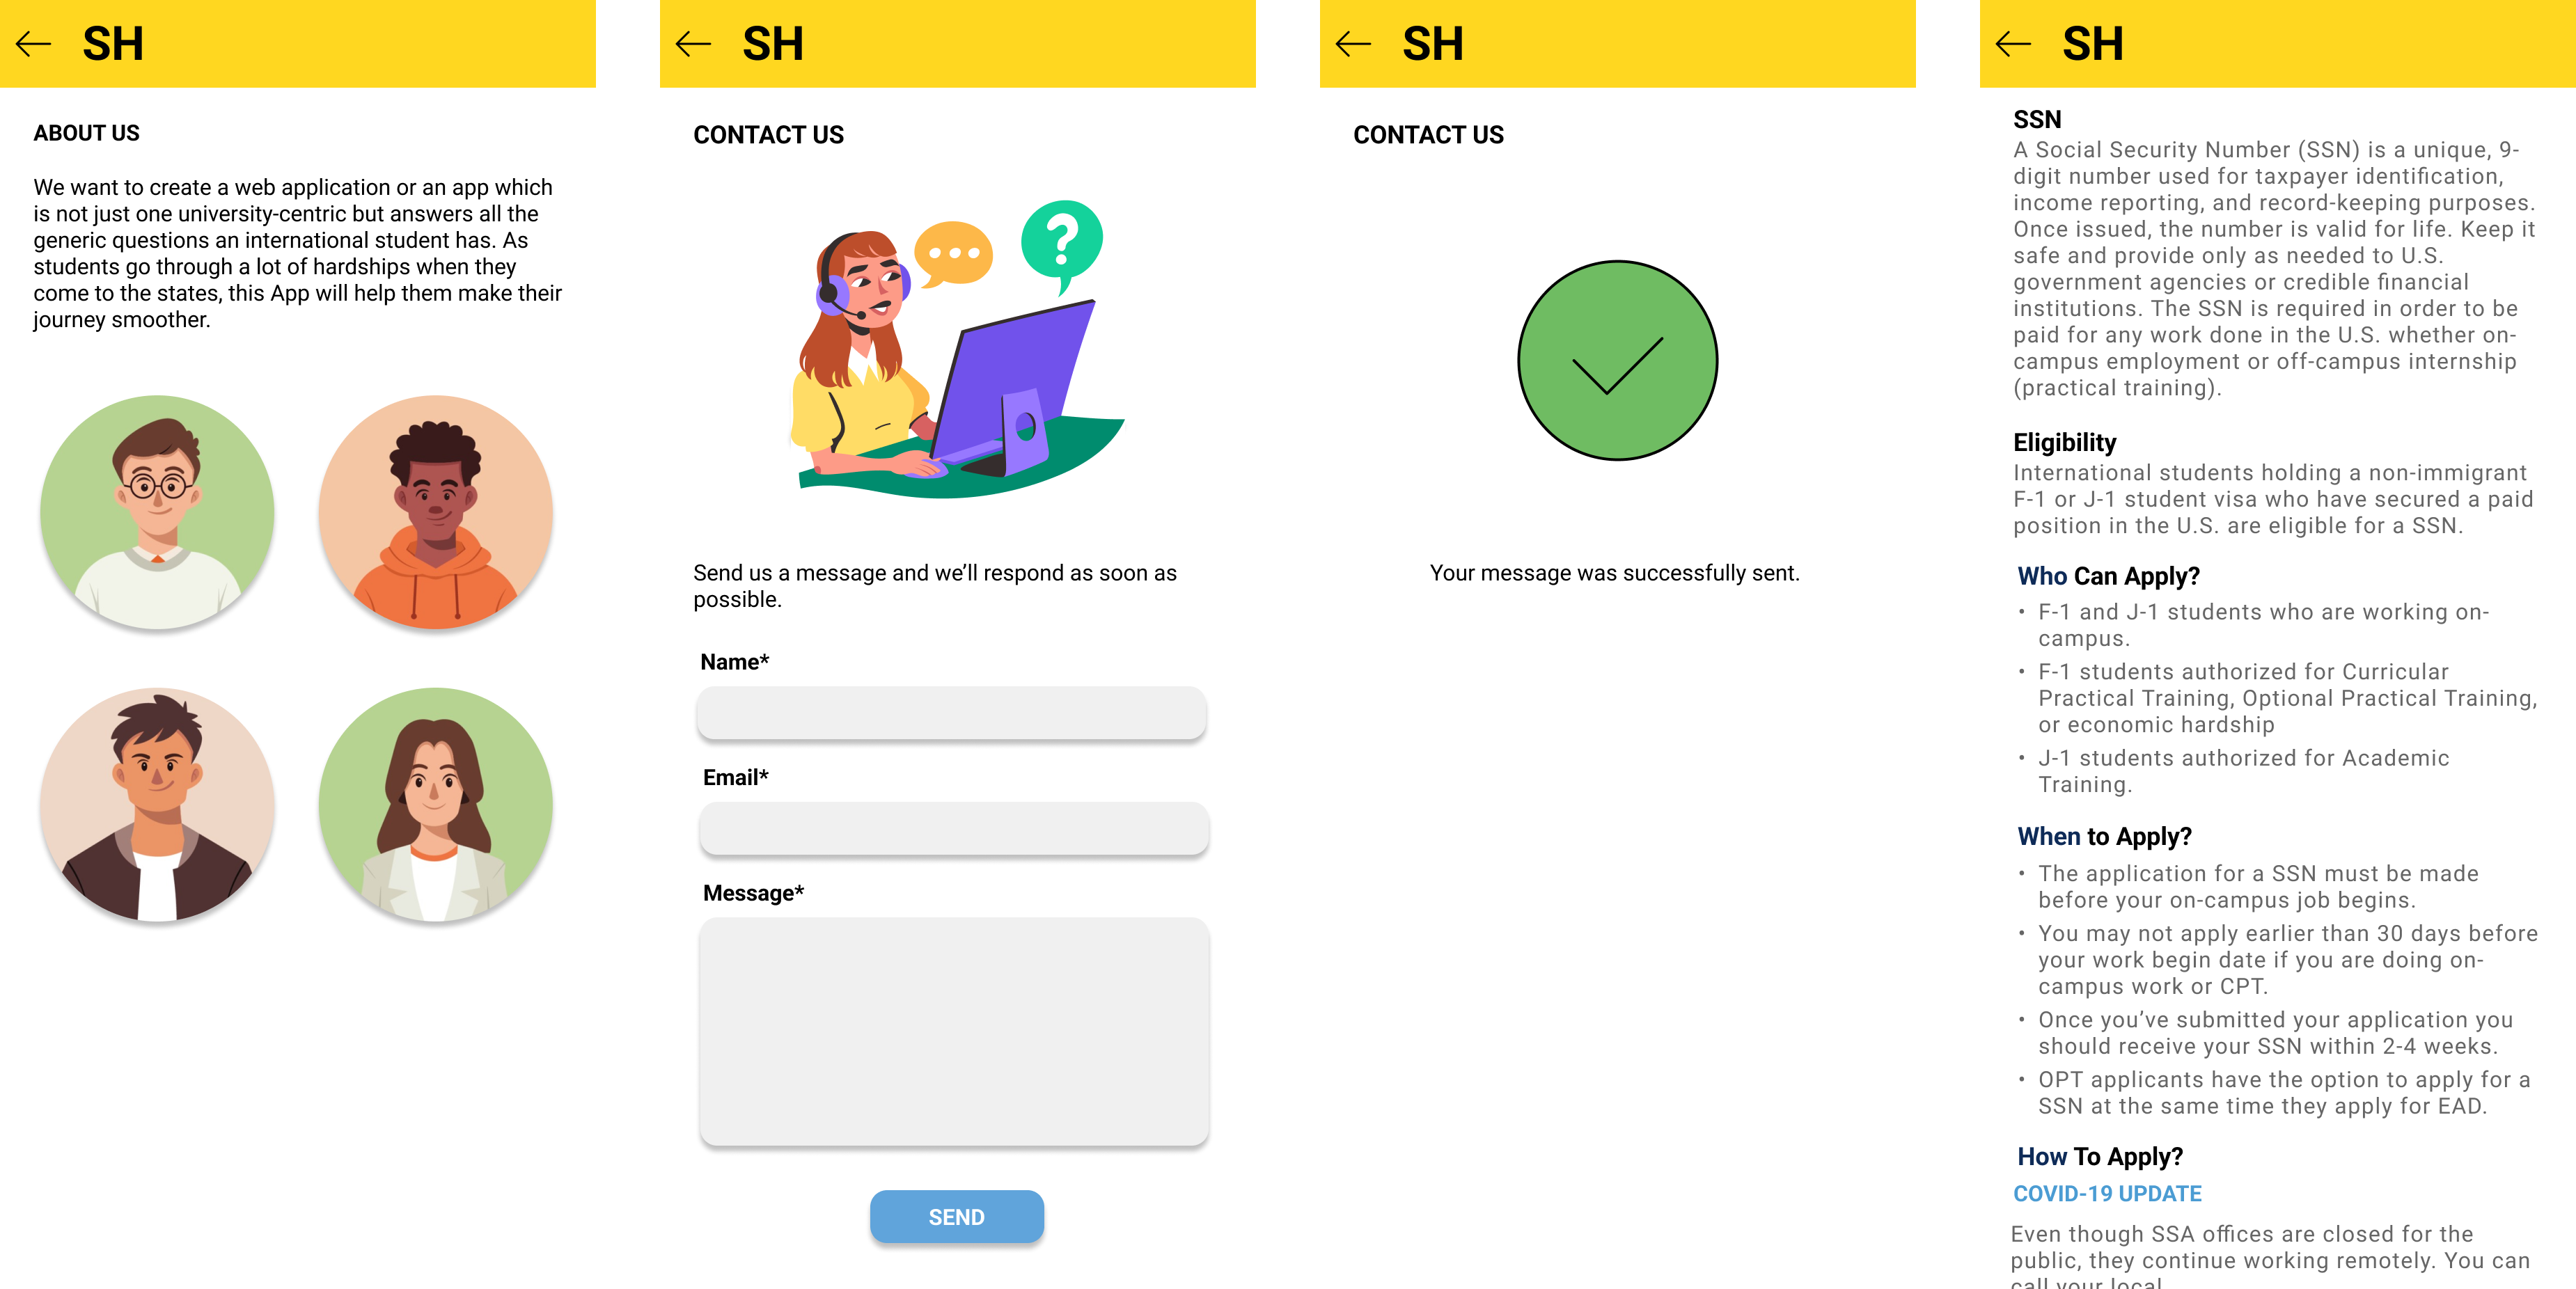 SH
ABOUT US
We want to create a web application or an app which
is not just one university-centric but answers all the
generic questions an international student has. As
students go through a lot of hardships when they
come to the states, this App will help them make their
journey smoother.
SH
CONTACT US
?
Send us a message and we’ll respond as soon as
possible.
Name*
Email*
Message*
SEND
SH
CONTACT US
Your message was successfully sent.
SH
SSN
A Social Security Number (SSN) is a unique, 9-
digit number used for taxpayer identification,
income reporting, and record-keeping purposes.
Once issued, the number is valid for life. Keep it
safe and provide only as needed to U.S.
government agencies or credible financial
institutions. The SSN is required in order to be
paid for any work done in the U.S. whether on-
campus employment or off-campus internship
(practical training).
Eligibility
International students holding a non-immigrant
F-1 or J-1 student visa who have secured a paid
position in the U.S. are eligible for a SSN.
Who Can Apply?
• F-1 and J-1 students who are working on-
campus.
• F-1 students authorized for Curricular
Practical Training, Optional Practical Training,
or economic hardship
• J-1 students authorized for Academic
Training.
When to Apply?
• The application for a SSN must be made
before your on-campus job begins.
• You may not apply earlier than 30 days before
your work begin date if you are doing on-
campus work or CPT.
• Once you’ve submitted your application you
should receive your SSN within 2-4 weeks.
• OPT applicants have the option to apply for a
SSN at the same time they apply for EAD.
How To Apply?
COVID-19 UPDATE
Even though SSA offices are closed for the
public, they continue working remotely. You can
call your local